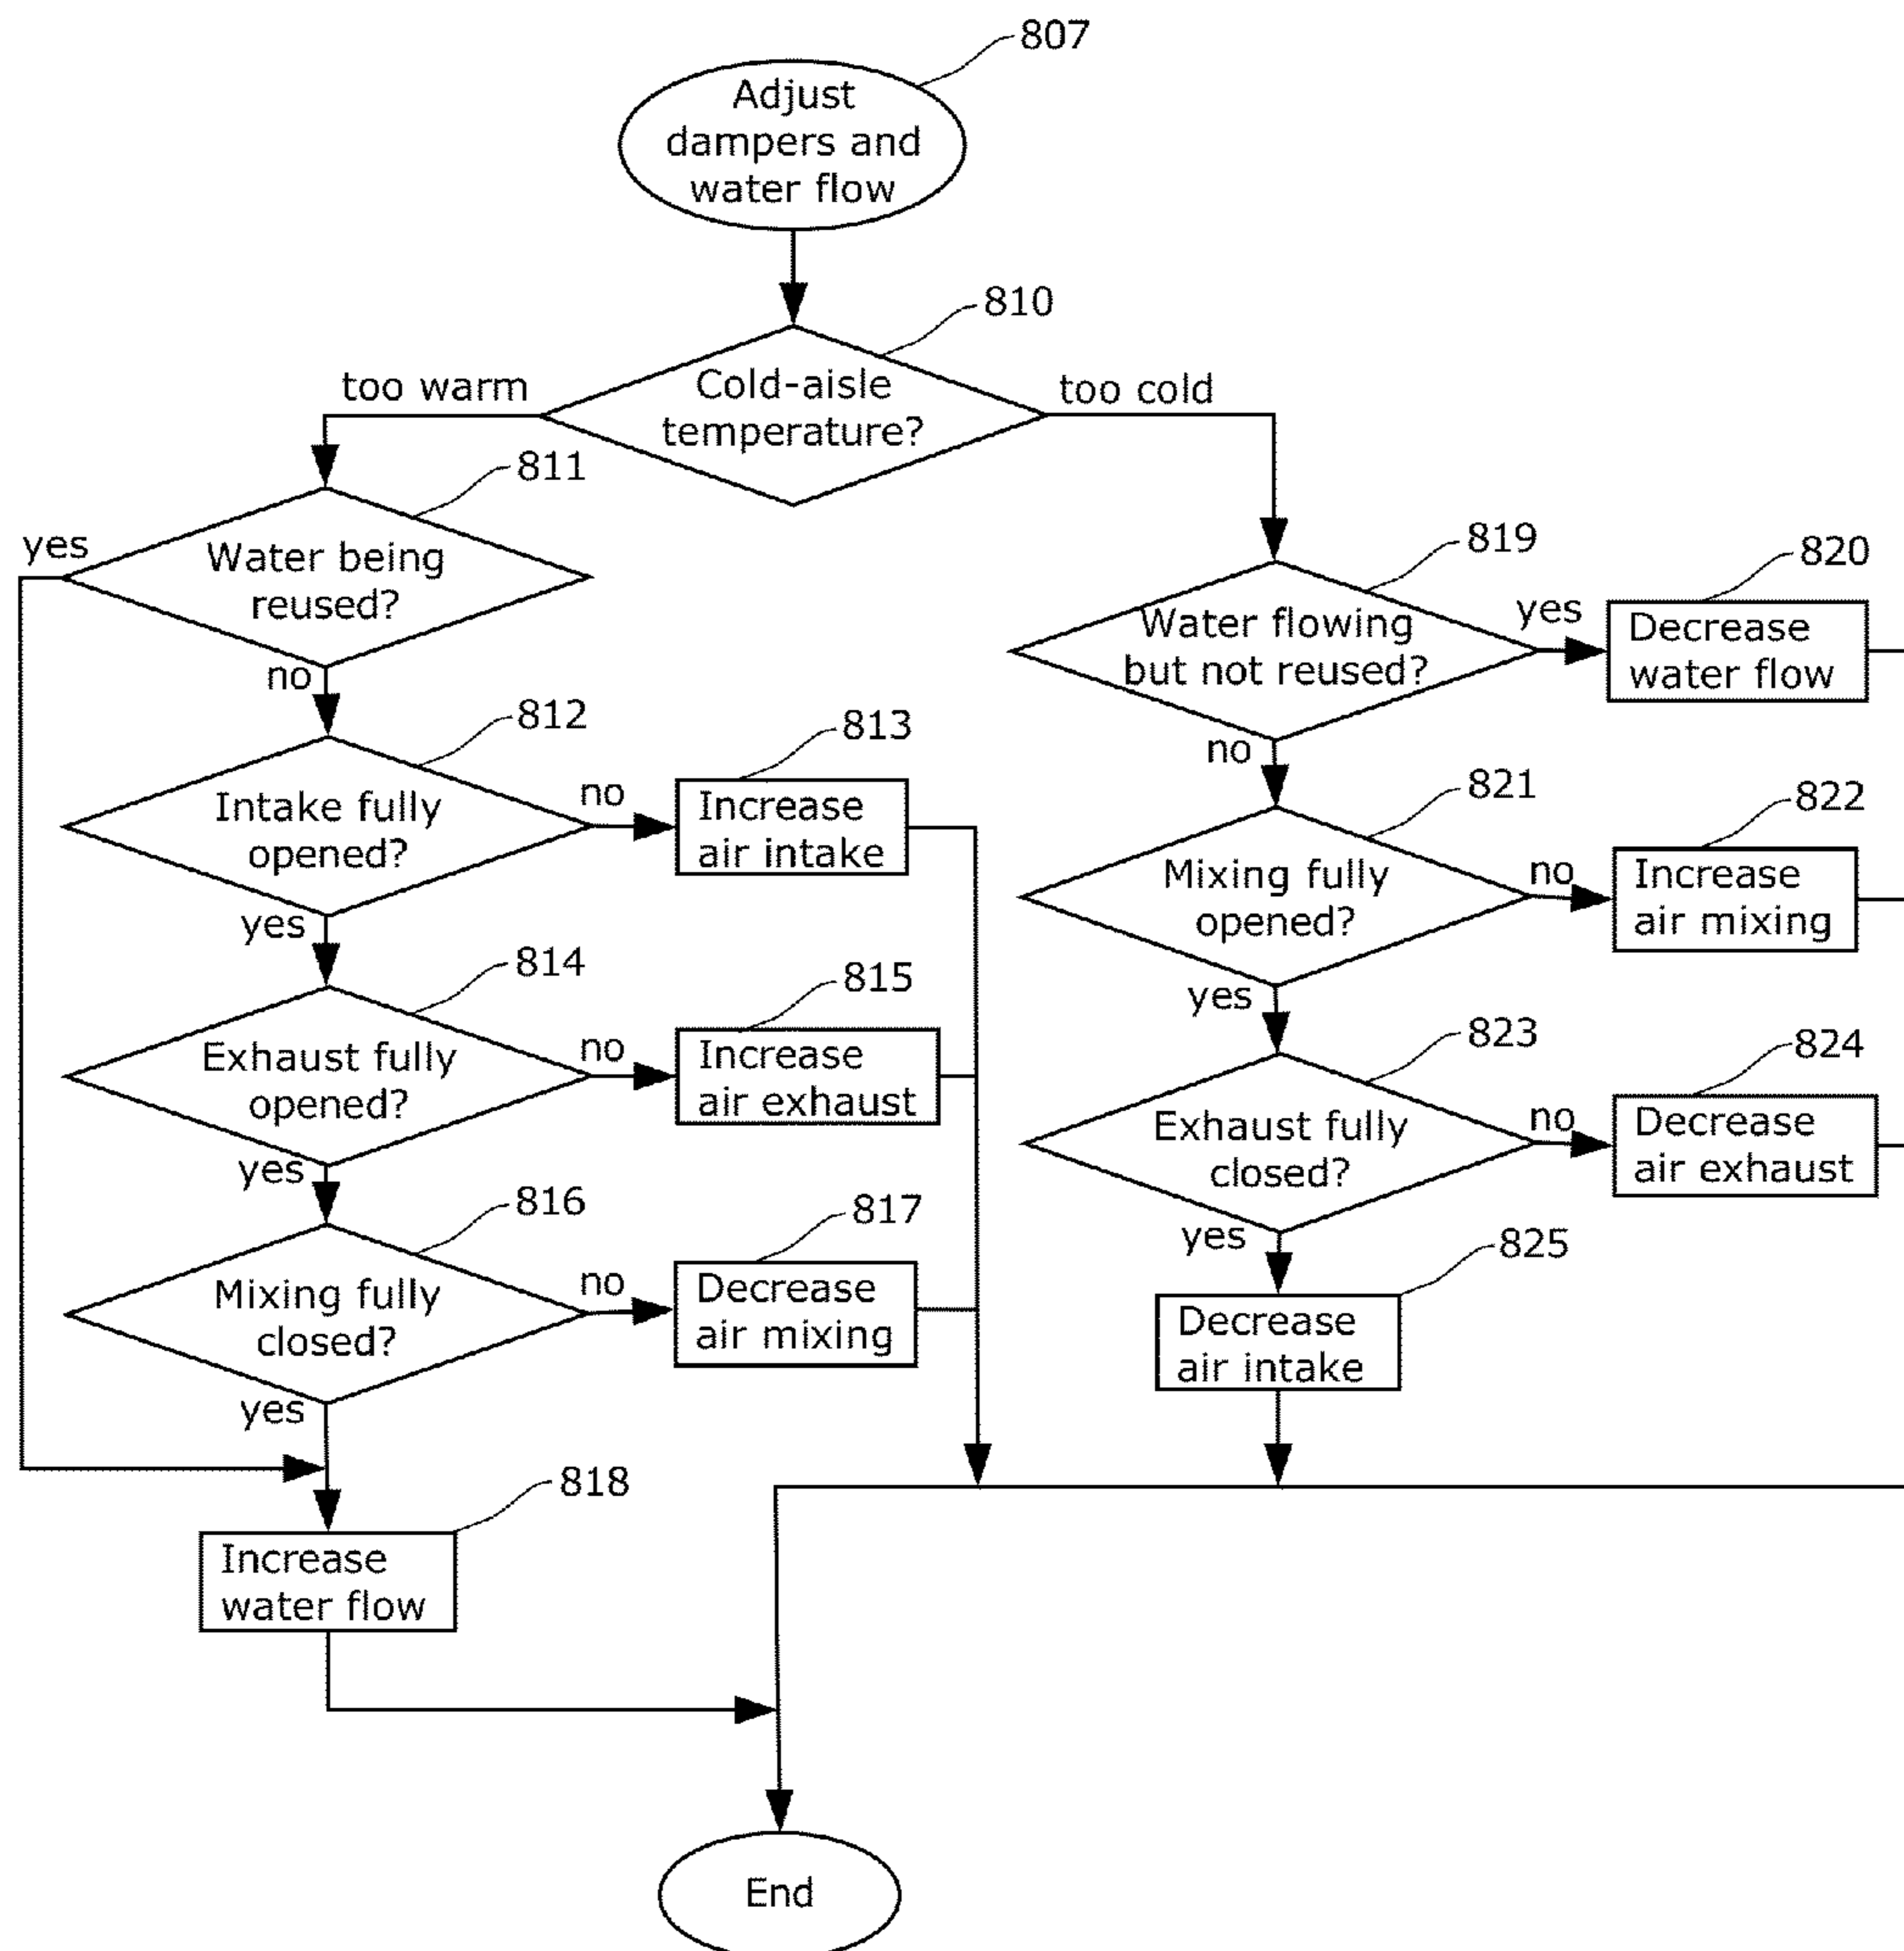 807
Adjust
dampers and
water flow
810
Cold-aisle
temperature?
too warm
too cold
811
Water being
reused?
yes
no
812
Intake fully
opened?
no
813
Increase
air intake
yes
814
Exhaust fully
opened?
no
815
Increase
air exhaust
yes
816
Mixing fully
closed?
no
817
Decrease
air mixing
yes
818
Increase
water flow
819
Water flowing
but not reused?
yes
820
Decrease
water flow
no
821
Mixing fully
opened?
no
822
Increase
air mixing
yes
823
Exhaust fully
closed?
no
824
Decrease
air exhaust
yes
825
Decrease
air intake
End